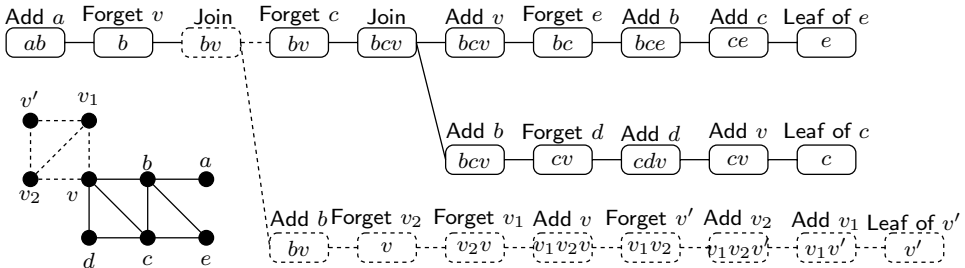 Add a Forget v Join Forget c Join Add v Forget e Add b Add c Leaf of e
ab b bv bv bcv bcv bc bce ce e
v' v₁
Add b Forget d Add d Add v Leaf of c
bcv cv cdv cv c
v₂ v b a
Add b Forget v₂ Forget v₁ Add v Forget v' Add v₂ Add v₁ Leaf of v'
bv v v₂v v₁v₂v v₁v₂ v₁v₂v' v₁v' v'
d c e